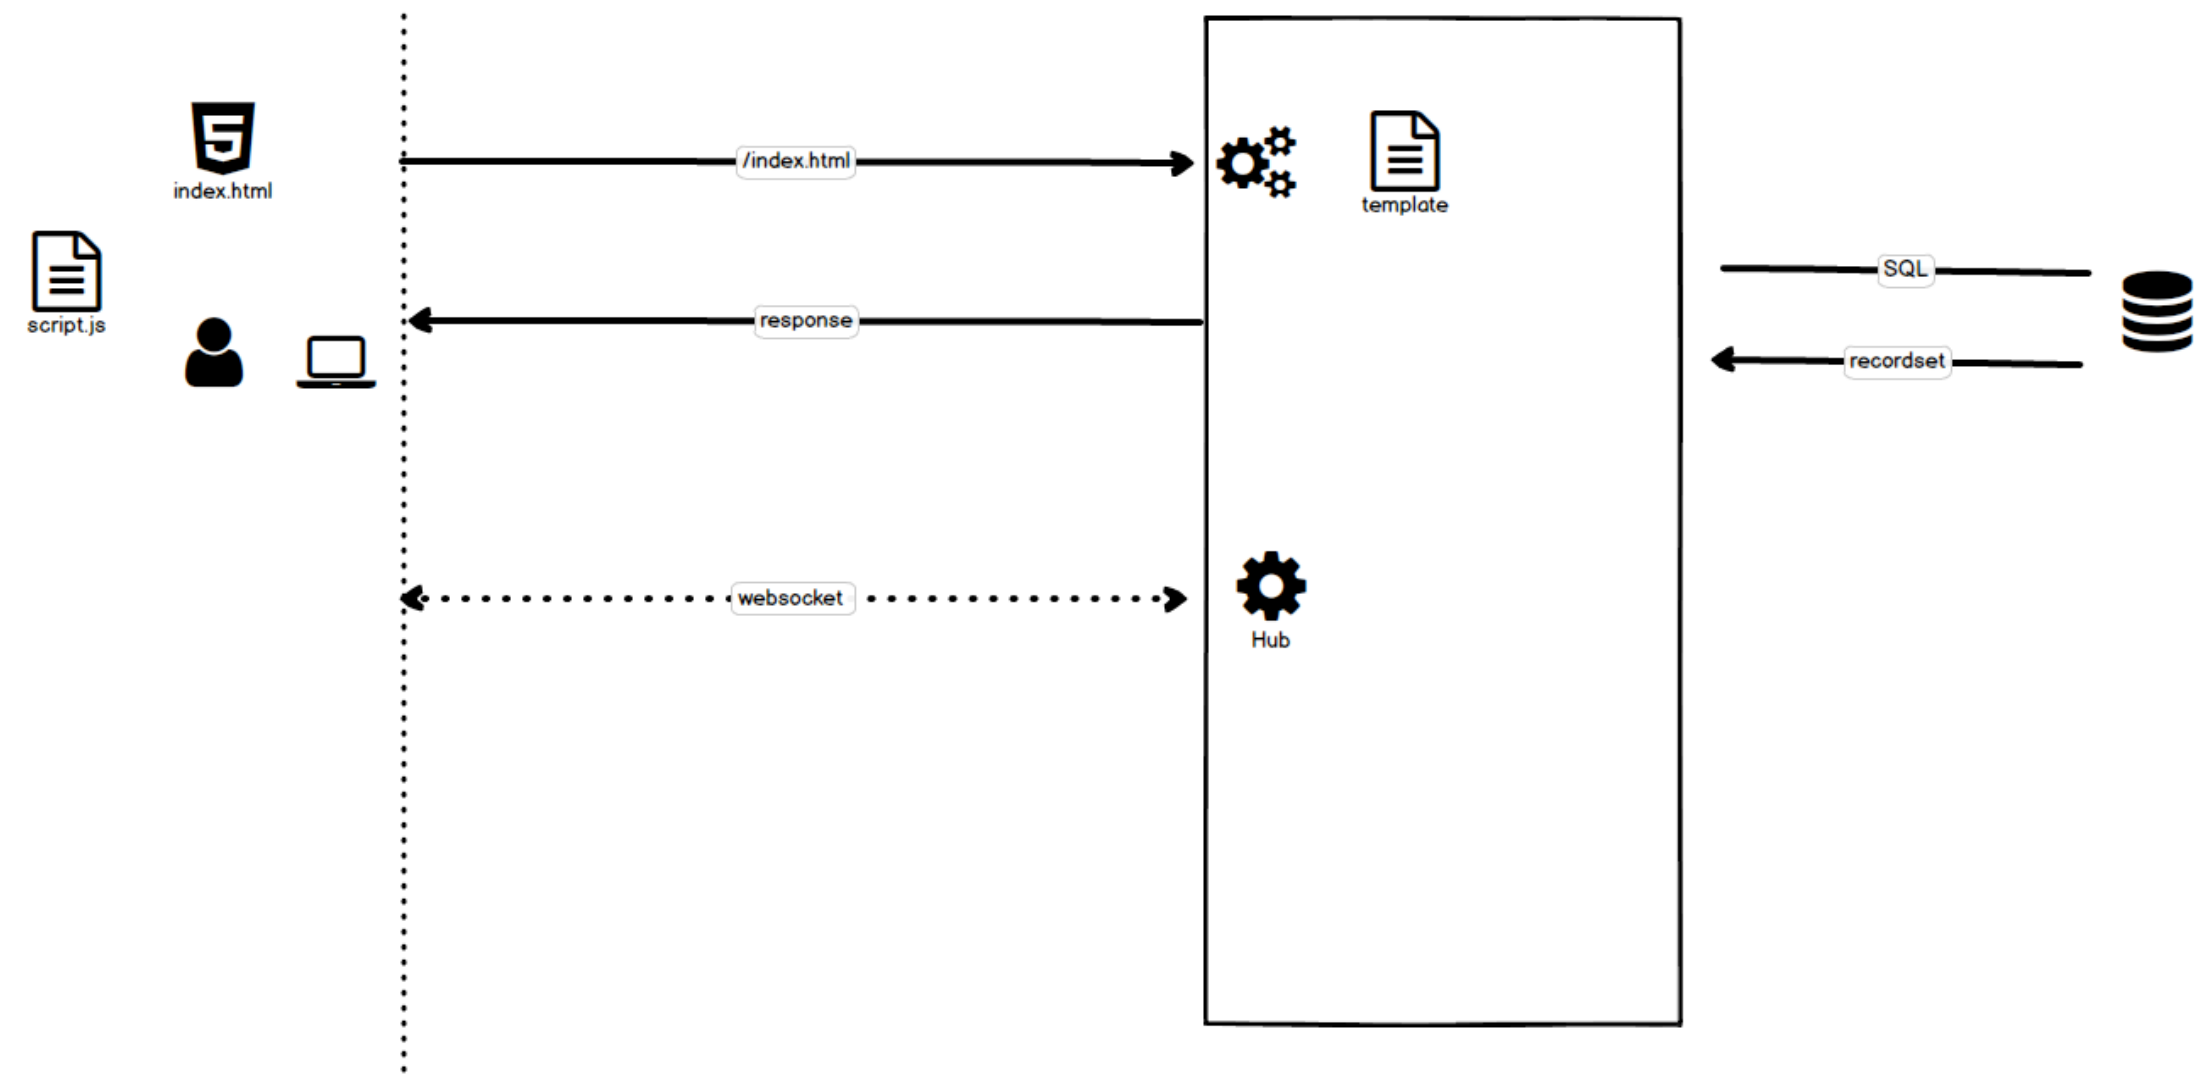 /index.html
index.html
template
SQL
script.js
response
recordset
websocket
Hub